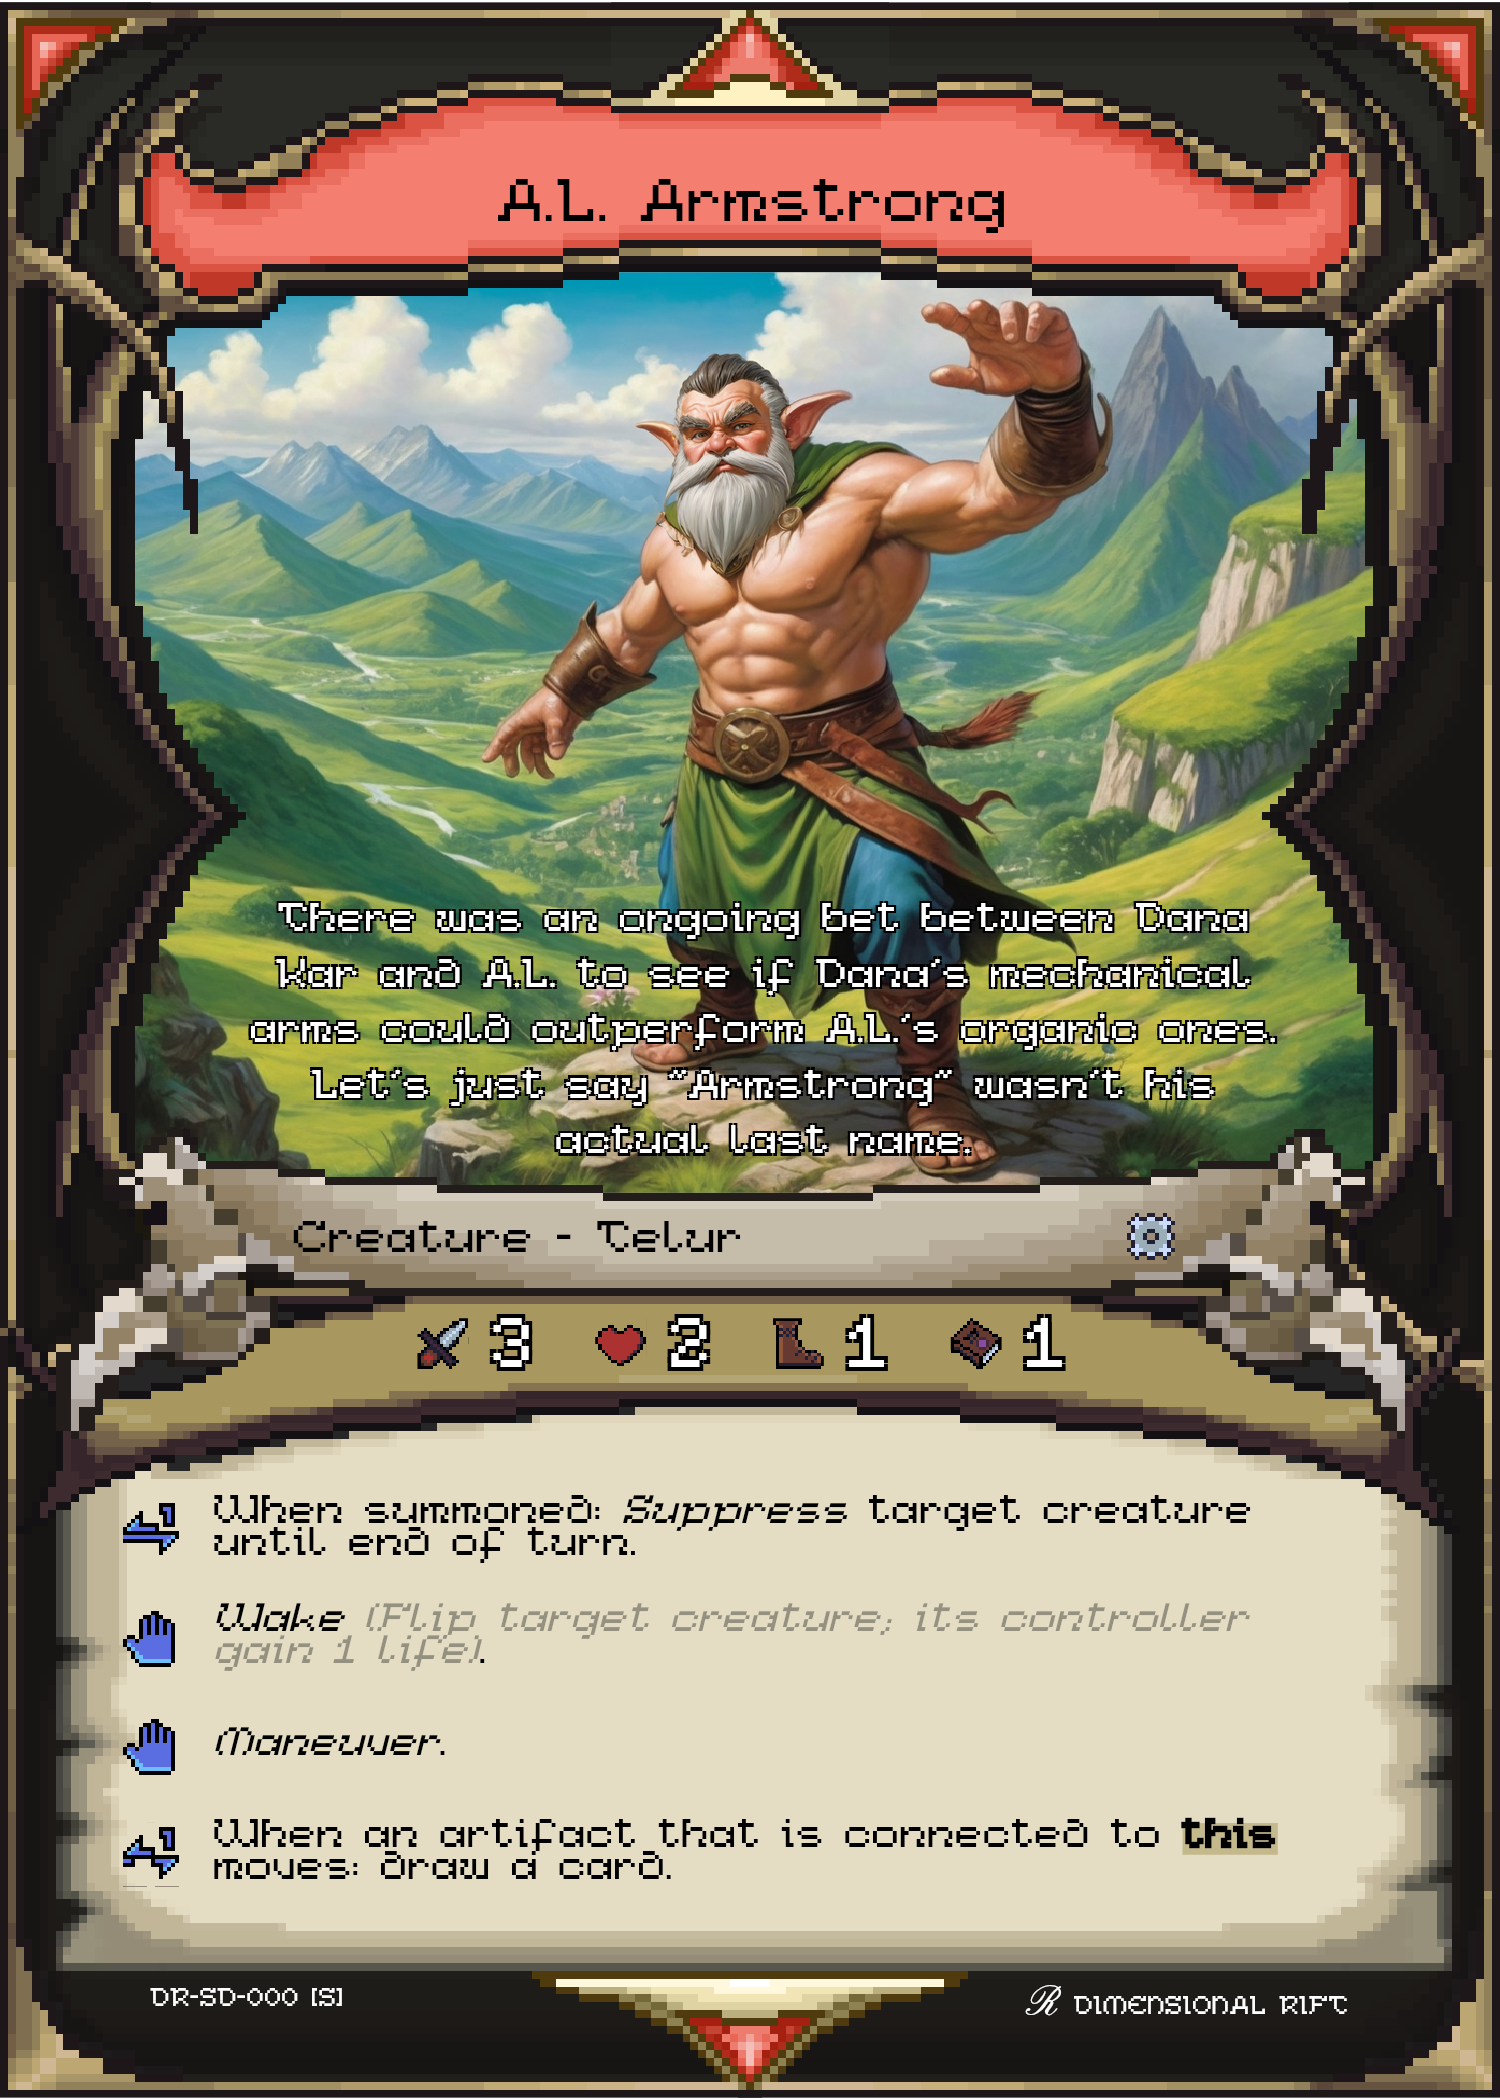 A.L. Armstrong
There was an ongoing bet between Dana
Kar and A.L. to see if Dana's mechanical
arms could outperform A.L.'s organic ones.
Let's just say "Armstrong" wasn't his
actual last name.
Creature - Telur
3 2 1 1
When summoned: Suppress target creature
until end of turn.
Wake (Flip target creature; its controller
gain 1 life).
Maneuver.
When an artifact that is connected to this
moves: draw a card.
DR-SD-000 [S]
R DIMENSIONAL RIFT